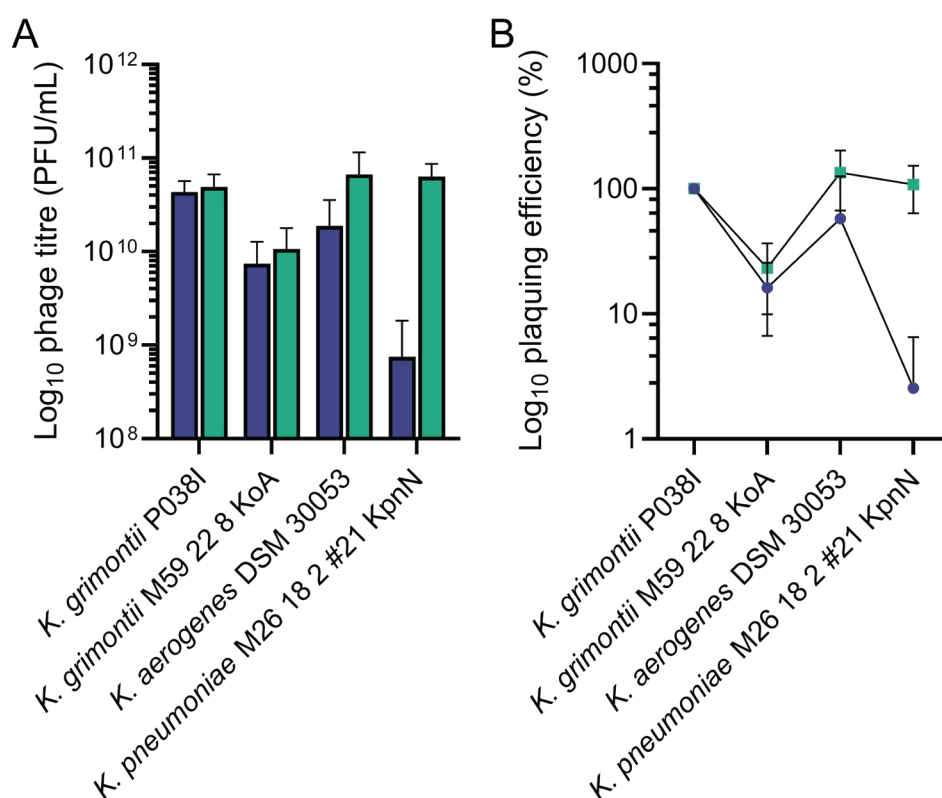 A
Log₁₀ phage titre (PFU/mL)
10¹²
10¹¹
10¹⁰
10⁹
10⁸
K. grimontii P038I
K. grimontii M59 22 8 KoA
K. aerogenes DSM 30053
K. pneumoniae M26 18 2 #21 KpnN
B
Log₁₀ plaquing efficiency (%)
1000
100
10
1
K. grimontii P038I
K. grimontii M59 22 8 KoA
K. aerogenes DSM 30053
K. pneumoniae M26 18 2 #21 KpnN